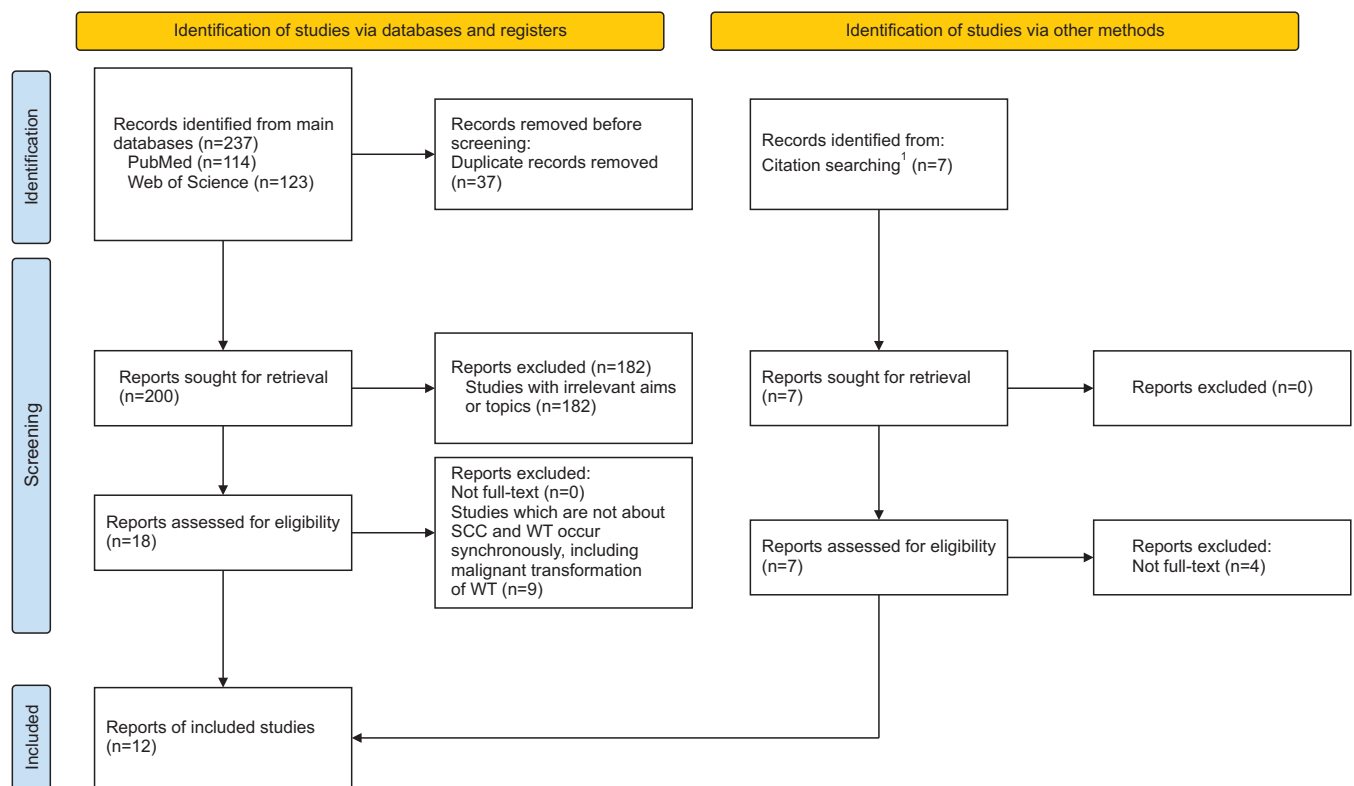 Identification of studies via databases and registers
Identification of studies via other methods
Identification
Records identified from main
databases (n=237)
PubMed (n=114)
Web of Science (n=123)
Records removed before
screening:
Duplicate records removed
(n=37)
Records identified from:
Citation searching¹ (n=7)
Screening
Reports sought for retrieval
(n=200)
Reports excluded (n=182)
Studies with irrelevant aims
or topics (n=182)
Reports sought for retrieval
(n=7)
Reports excluded (n=0)
Reports assessed for eligibility
(n=18)
Reports excluded:
Not full-text (n=0)
Studies which are not about
SCC and WT occur
synchronously, including
malignant transformation
of WT (n=9)
Reports assessed for eligibility
(n=7)
Reports excluded:
Not full-text (n=4)
Included
Reports of included studies
(n=12)